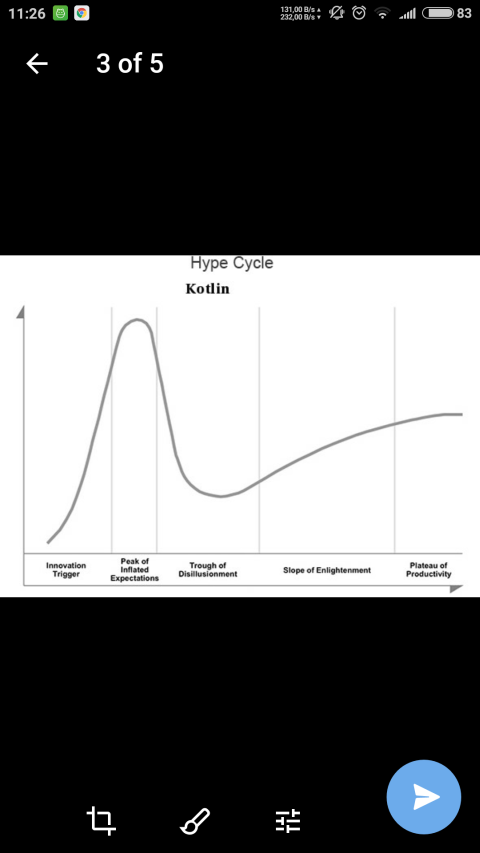 11:26
131,00 B/s
232,00 B/s
83
3 of 5
Hype Cycle
Kotlin
Innovation
Trigger
Peak of
Inflated
Expectations
Trough of
Disillusionment
Slope of Enlightenment
Plateau of
Productivity